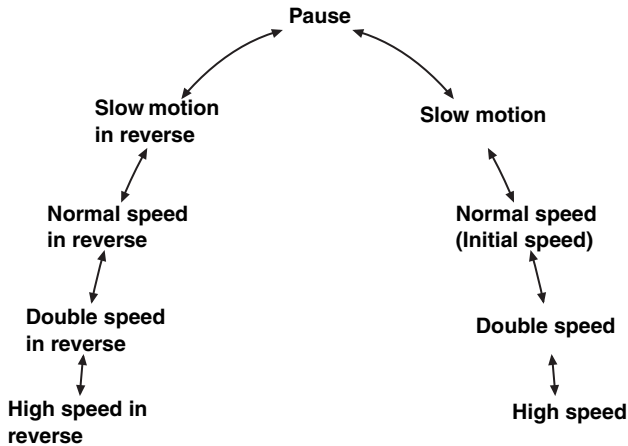 Pause
Slow motion
in reverse
Slow motion
Normal speed
in reverse
Normal speed
(Initial speed)
Double speed
in reverse
Double speed
High speed in
reverse
High speed